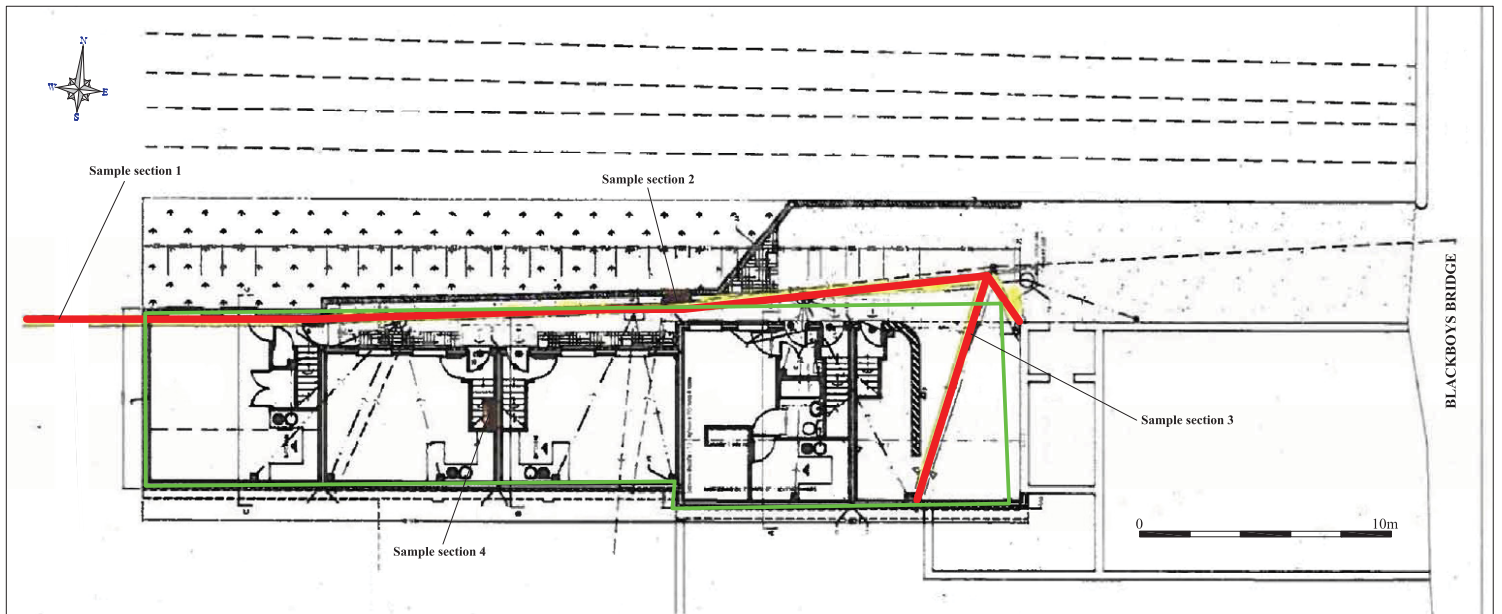 N
W
E
S
Sample section 1
Sample section 2
BLACKBOYS BRIDGE
Sample section 3
0
10m
Sample section 4